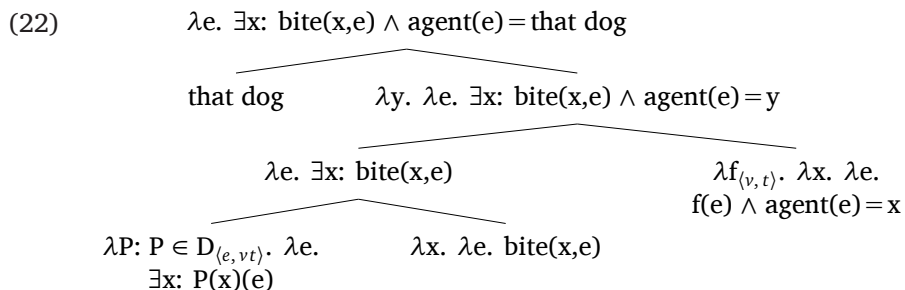 (22) λe. ∃x: bite(x,e) ∧ agent(e) = that dog
that dog λy. λe. ∃x: bite(x,e) ∧ agent(e) = y
λe. ∃x: bite(x,e) λf⟨v, t⟩. λx. λe.
f(e) ∧ agent(e) = x
λP: P ∈ D⟨e, vt⟩. λe. λx. λe. bite(x,e)
∃x: P(x)(e)